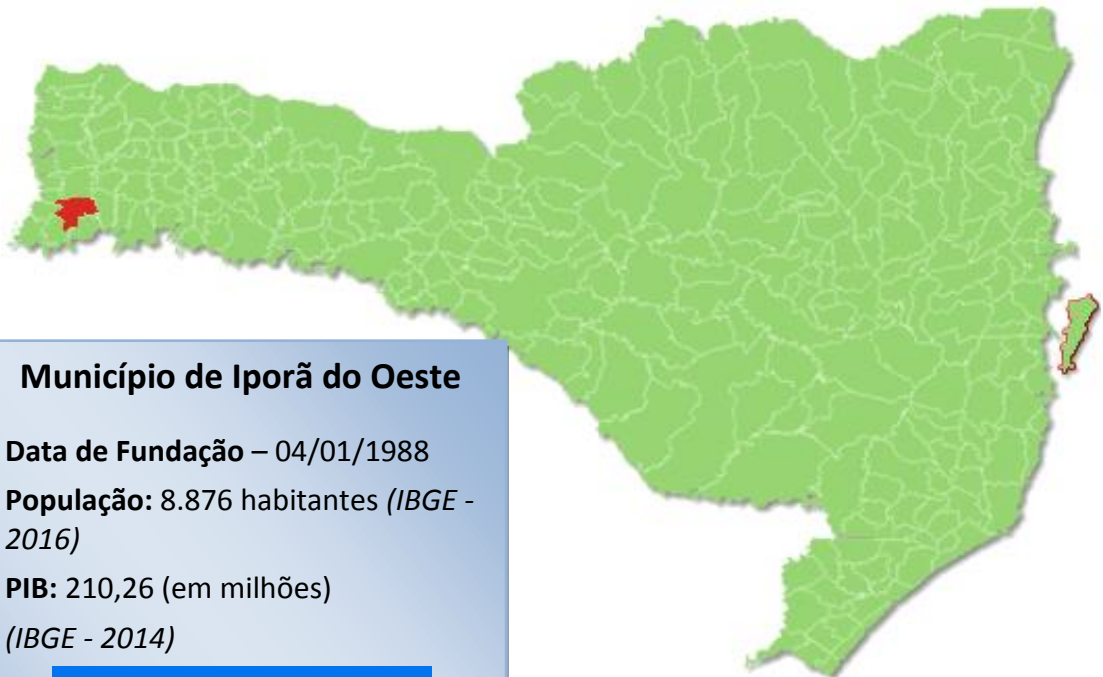 Município de Iporã do Oeste
Data de Fundação – 04/01/1988
População: 8.876 habitantes (IBGE -
2016)
PIB: 210,26 (em milhões)
(IBGE - 2014)